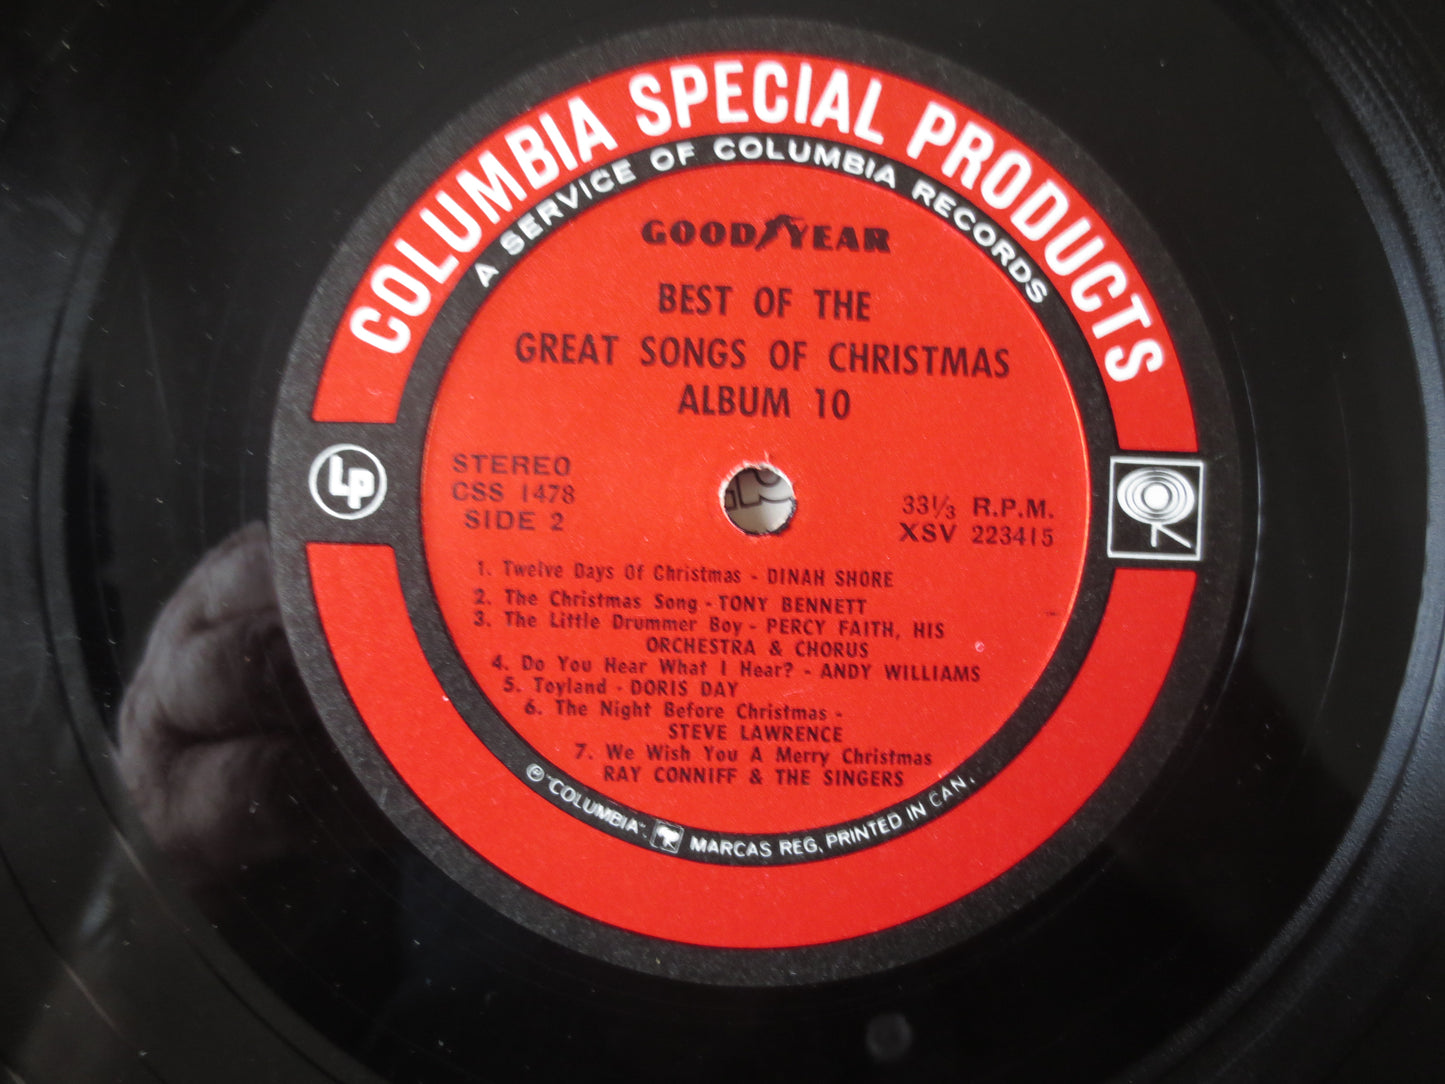 COLUMBIA SPECIAL PRODUCTS
A SERVICE OF COLUMBIA RECORDS
GOODYEAR
BEST OF THE
GREAT SONGS OF CHRISTMAS
ALBUM 10
LP
STEREO
CSS 1478
SIDE 2
33 1/3 R.P.M.
XSV 223415
1. Twelve Days Of Christmas - DINAH SHORE
2. The Christmas Song - TONY BENNETT
3. The Little Drummer Boy - PERCY FAITH, HIS
ORCHESTRA & CHORUS
4. Do You Hear What I Hear? - ANDY WILLIAMS
5. Toyland - DORIS DAY
6. The Night Before Christmas -
STEVE LAWRENCE
7. We Wish You A Merry Christmas
RAY CONNIFF & THE SINGERS
℗ "COLUMBIA", MARCAS REG. PRINTED IN CAN.